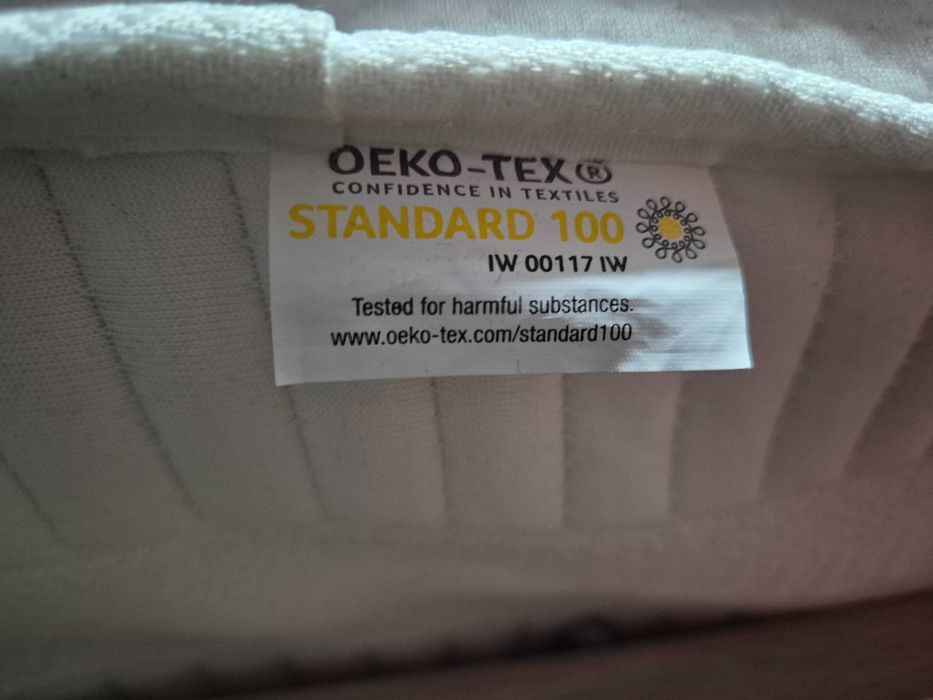 OEKO-TEX®
CONFIDENCE IN TEXTILES
STANDARD 100
IW 00117 IW
Tested for harmful substances.
www.oeko-tex.com/standard100